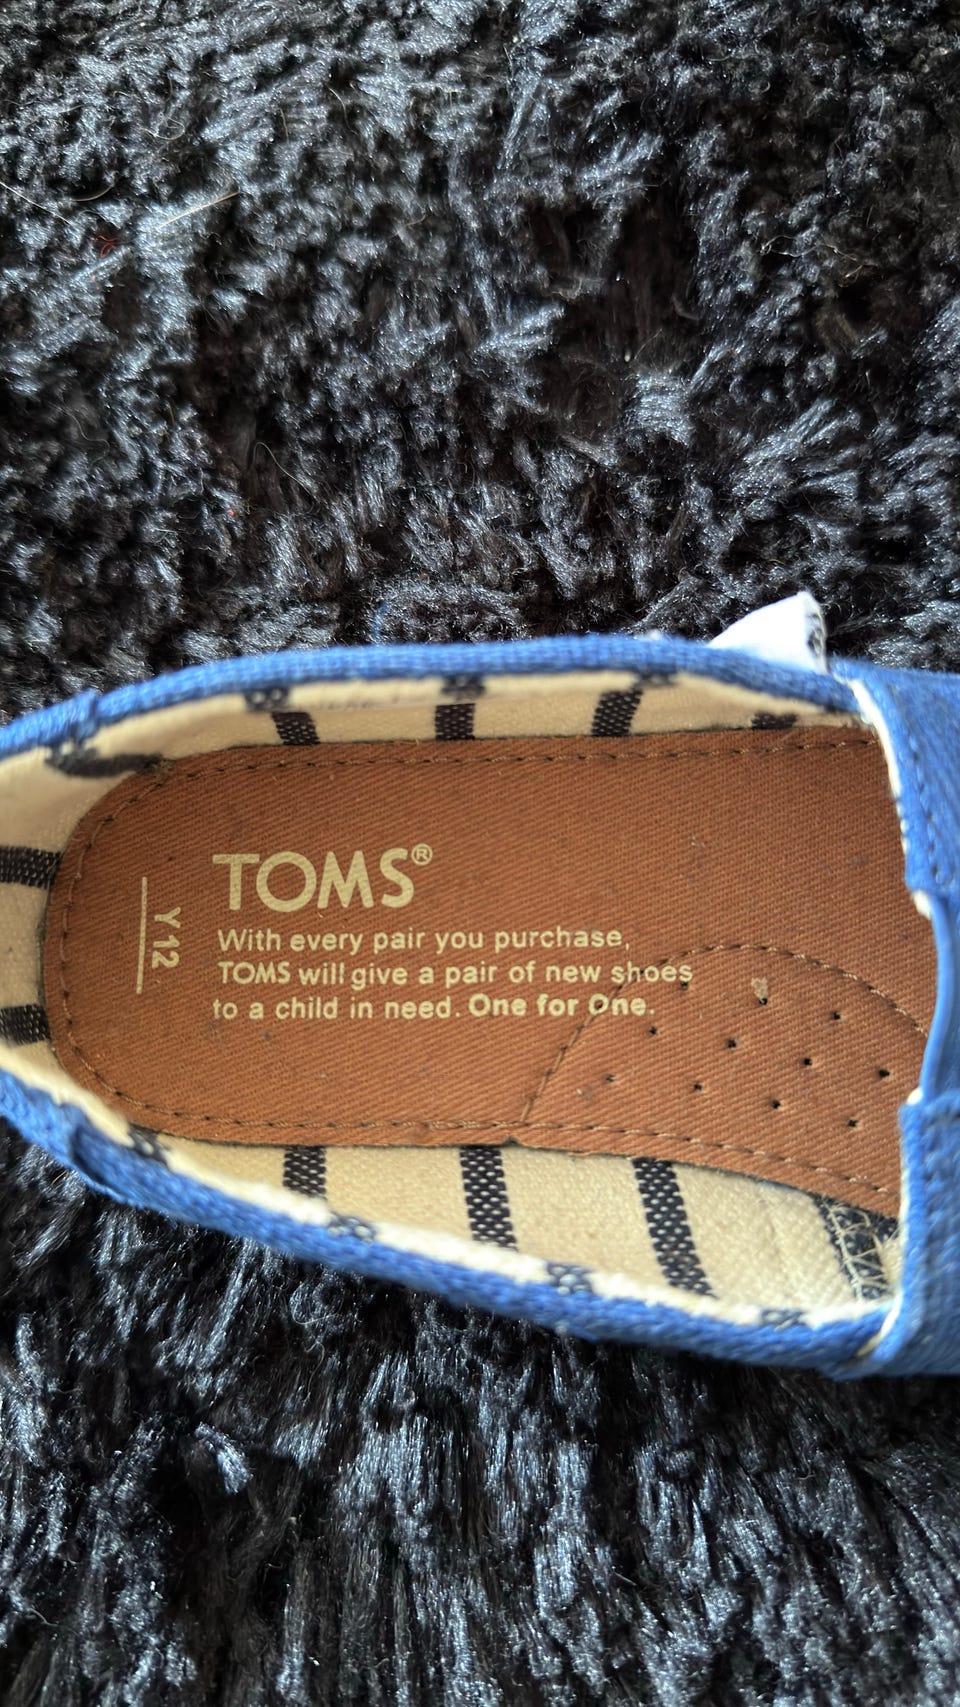 TOMS®
With every pair you purchase,
TOMS will give a pair of new shoes
to a child in need. One for One.
Y 12